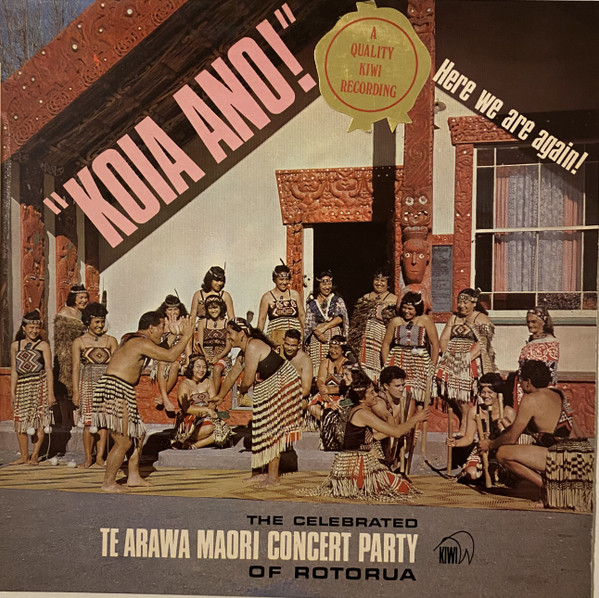 "KOIA ANO!"
A
QUALITY
KIWI
RECORDING
Here we are again!
THE CELEBRATED
TE ARAWA MAORI CONCERT PARTY
OF ROTORUA
KIWI